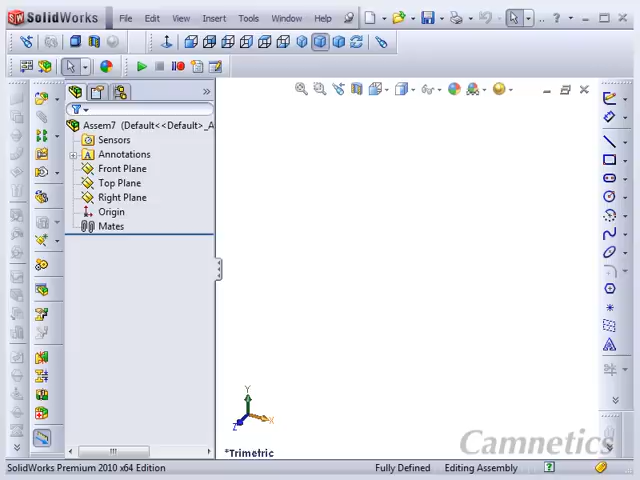 SolidWorks File Edit View Insert Tools Window Help
Assem7 (Default<<Default>_A
Sensors
A Annotations
Front Plane
Top Plane
Right Plane
Origin
Mates
Y
X
Z
*Trimetric
Camnetics
SolidWorks Premium 2010 x64 Edition Fully Defined Editing Assembly ?